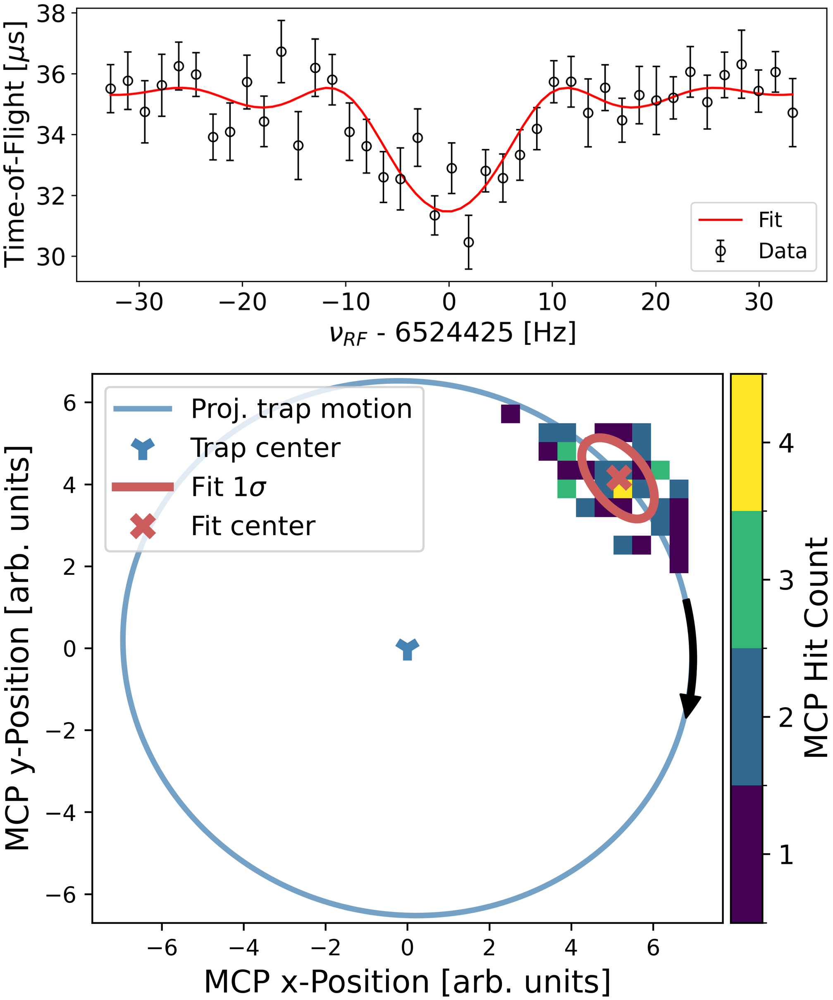 Time-of-Flight [μs]
38
36
34
32
30
Fit
Data
−30 −20 −10 0 10 20 30
ν_RF - 6524425 [Hz]
MCP y-Position [arb. units]
6
4
2
0
−2
−4
−6
Proj. trap motion
Trap center
Fit 1σ
Fit center
−6 −4 −2 0 2 4 6
MCP x-Position [arb. units]
4
3
2
1
MCP Hit Count